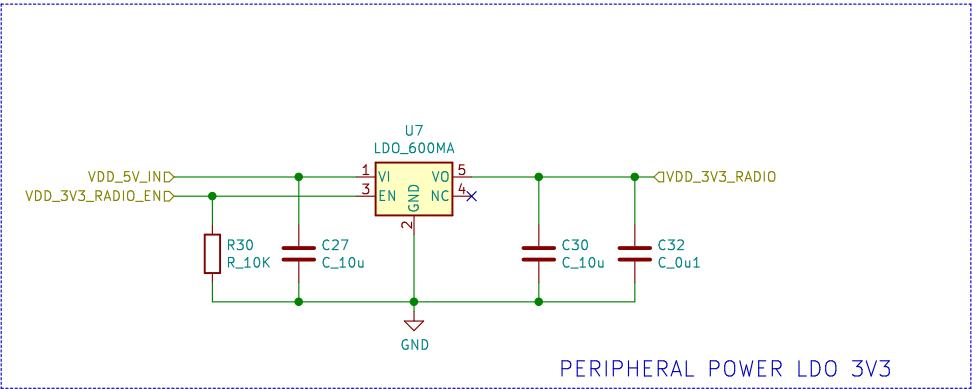 U7
LDO_600MA
VDD_5V_IN
1
VI
VO
5
VDD_3V3_RADIO
VDD_3V3_RADIO_EN
3
EN
GND
NC
4
2
R30
R_10K
C27
C_10u
C30
C_10u
C32
C_0u1
GND
PERIPHERAL POWER LDO 3V3